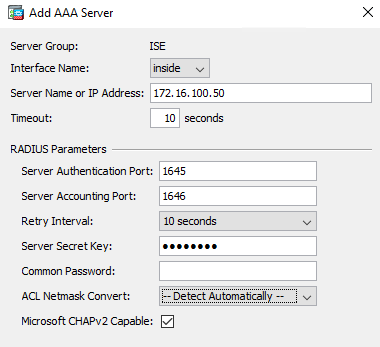 Add AAA Server
Server Group: ISE
Interface Name: inside
Server Name or IP Address: 172.16.100.50
Timeout: 10 seconds
RADIUS Parameters
Server Authentication Port: 1645
Server Accounting Port: 1646
Retry Interval: 10 seconds
Server Secret Key: ●●●●●●●●
Common Password:
ACL Netmask Convert: -- Detect Automatically --
Microsoft CHAPv2 Capable: